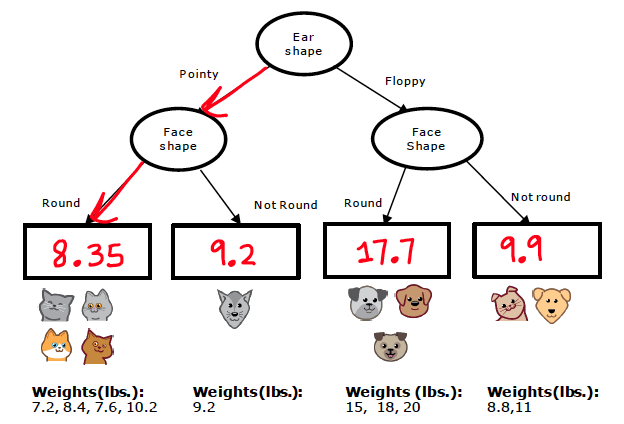 Ear
shape
Pointy
Floppy
Face
shape
Face
Shape
Round
Not Round
Round
Not round
8.35
9.2
17.7
9.9
Weights(lbs.):
7.2, 8.4, 7.6, 10.2
Weights(lbs.):
9.2
Weights (lbs.):
15, 18, 20
Weights(lbs.):
8.8,11